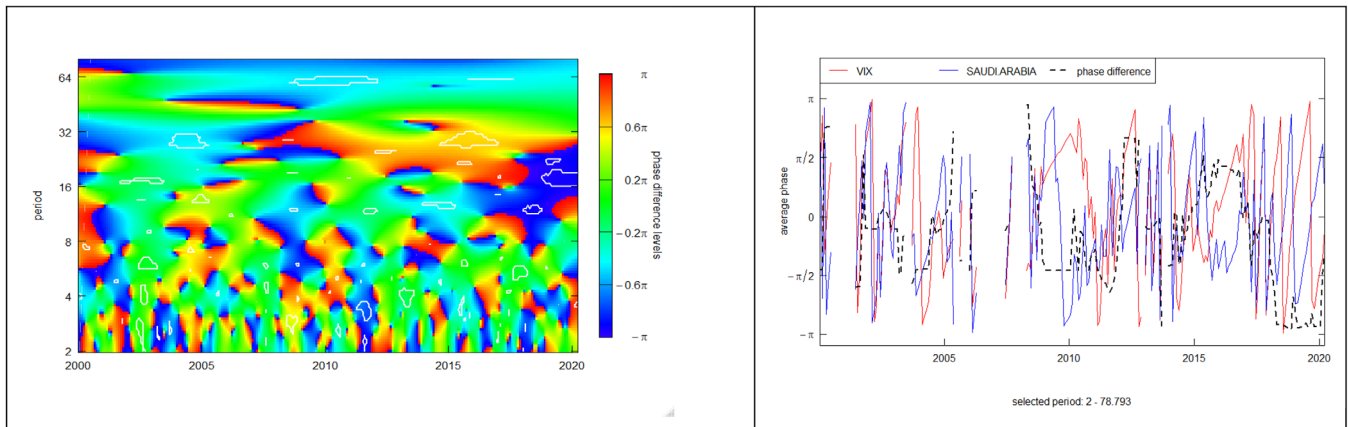 64
32
16
8
4
2
period
2000 2005 2010 2015 2020
π
0.6π
0.2π
−0.2π
−0.6π
−π
phase difference levels
VIX SAUDI.ARABIA phase difference
π
π/2
0
−π/2
−π
average phase
2005 2010 2015 2020
selected period: 2 - 78.793